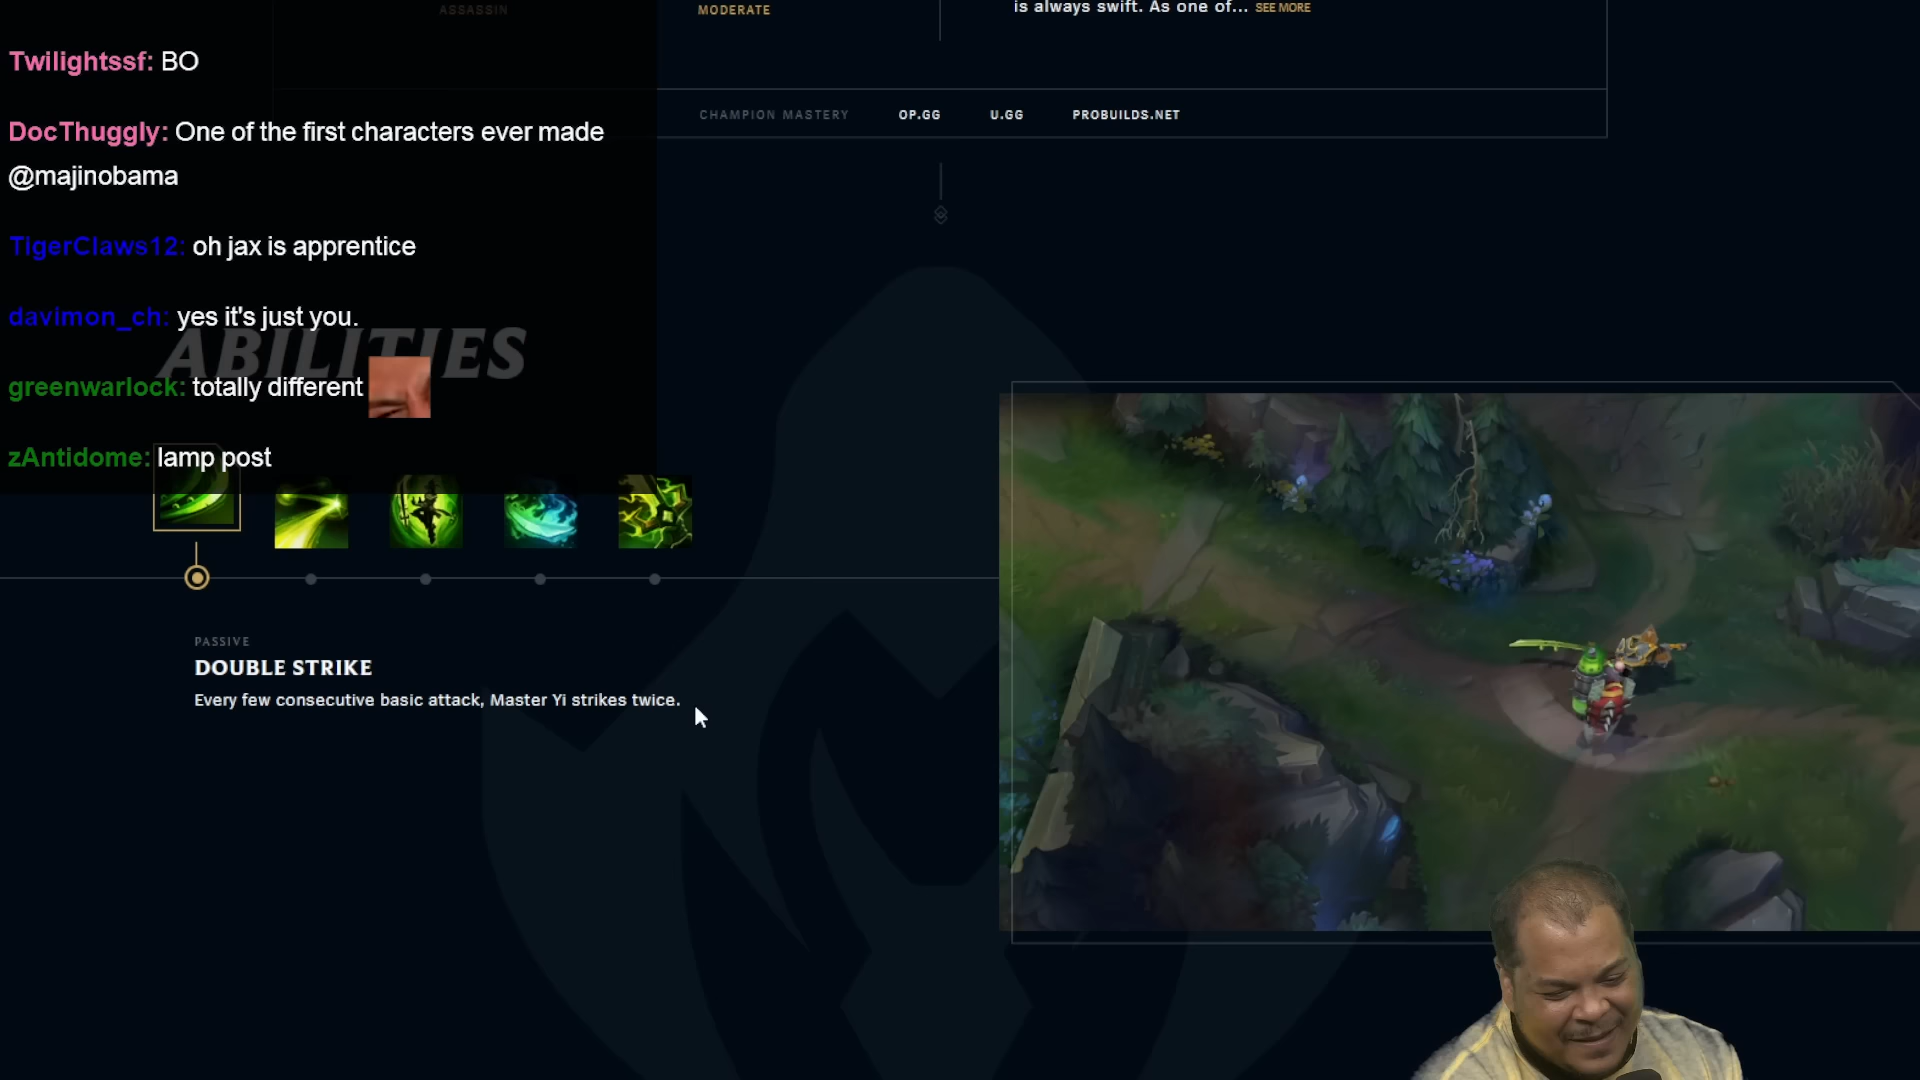 ASSASSIN
MODERATE
is always swift. As one of... SEE MORE
Twilightssf: BO
CHAMPION MASTERY OP.GG U.GG PROBUILDS.NET
DocThuggly: One of the first characters ever made
@majinobama
TigerClaws12: oh jax is apprentice
davimon_ch: yes it's just you.
ABILITIES
greenwarlock: totally different
zAntidome: lamp post
PASSIVE
DOUBLE STRIKE
Every few consecutive basic attack, Master Yi strikes twice.